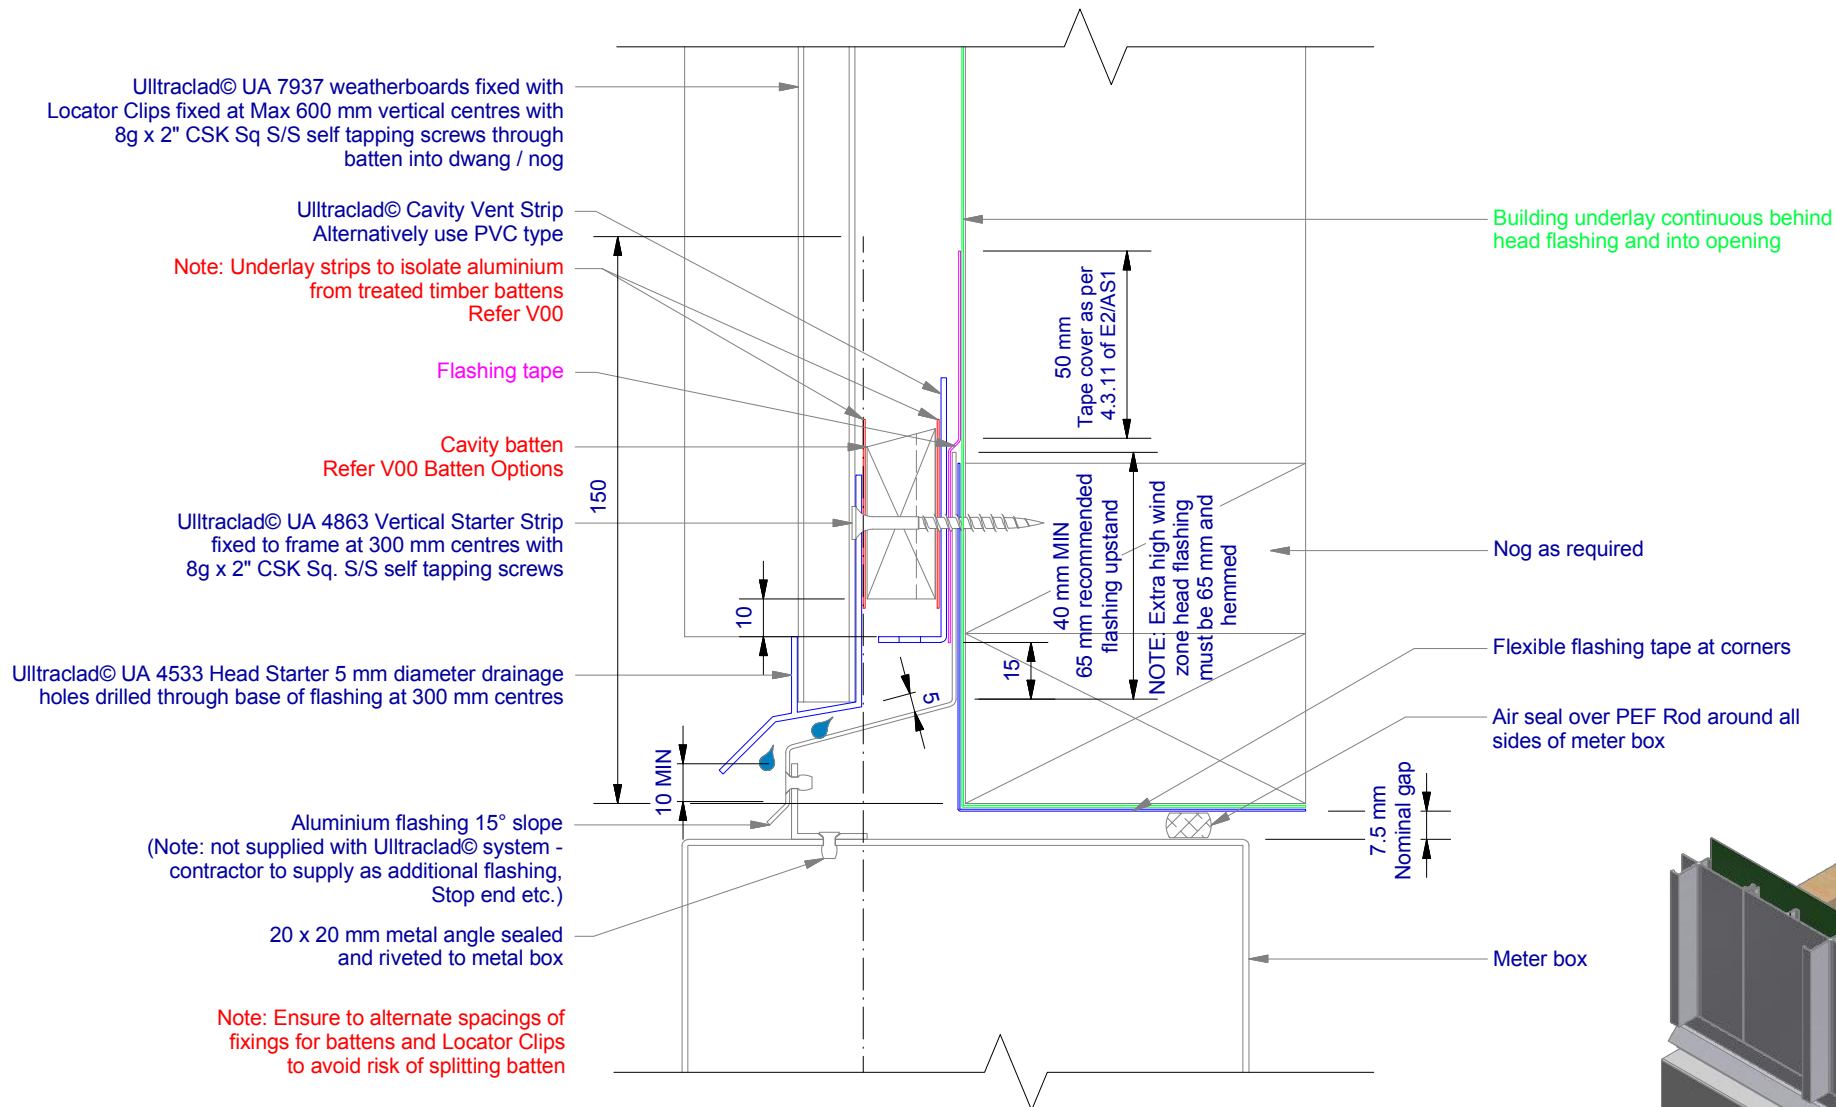 Ulltraclad© UA 7937 weatherboards fixed with
Locator Clips fixed at Max 600 mm vertical centres with
8g x 2" CSK Sq S/S self tapping screws through
batten into dwang / nog
Ulltraclad© Cavity Vent Strip
Alternatively use PVC type
Note: Underlay strips to isolate aluminium
from treated timber battens
Refer V00
Flashing tape
Cavity batten
Refer V00 Batten Options
Ulltraclad© UA 4863 Vertical Starter Strip
fixed to frame at 300 mm centres with
8g x 2" CSK Sq. S/S self tapping screws
Ulltraclad© UA 4533 Head Starter 5 mm diameter drainage
holes drilled through base of flashing at 300 mm centres
Aluminium flashing 15° slope
(Note: not supplied with Ulltraclad© system -
contractor to supply as additional flashing,
Stop end etc.)
20 x 20 mm metal angle sealed
and riveted to metal box
Note: Ensure to alternate spacings of
fixings for battens and Locator Clips
to avoid risk of splitting batten
150
10
10 MIN
5
15
50 mm
Tape cover as per
4.3.11 of E2/AS1
40 mm MIN
65 mm recommended
flashing upstand
NOTE: Extra high wind
zone head flashing
must be 65 mm and
hemmed
7.5 mm
Nominal gap
Building underlay continuous behind
head flashing and into opening
Nog as required
Flexible flashing tape at corners
Air seal over PEF Rod around all
sides of meter box
Meter box